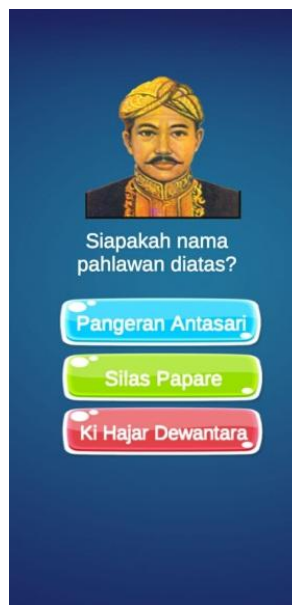 Siapakah nama
pahlawan diatas?
Pangeran Antasari
Silas Papare
Ki Hajar Dewantara